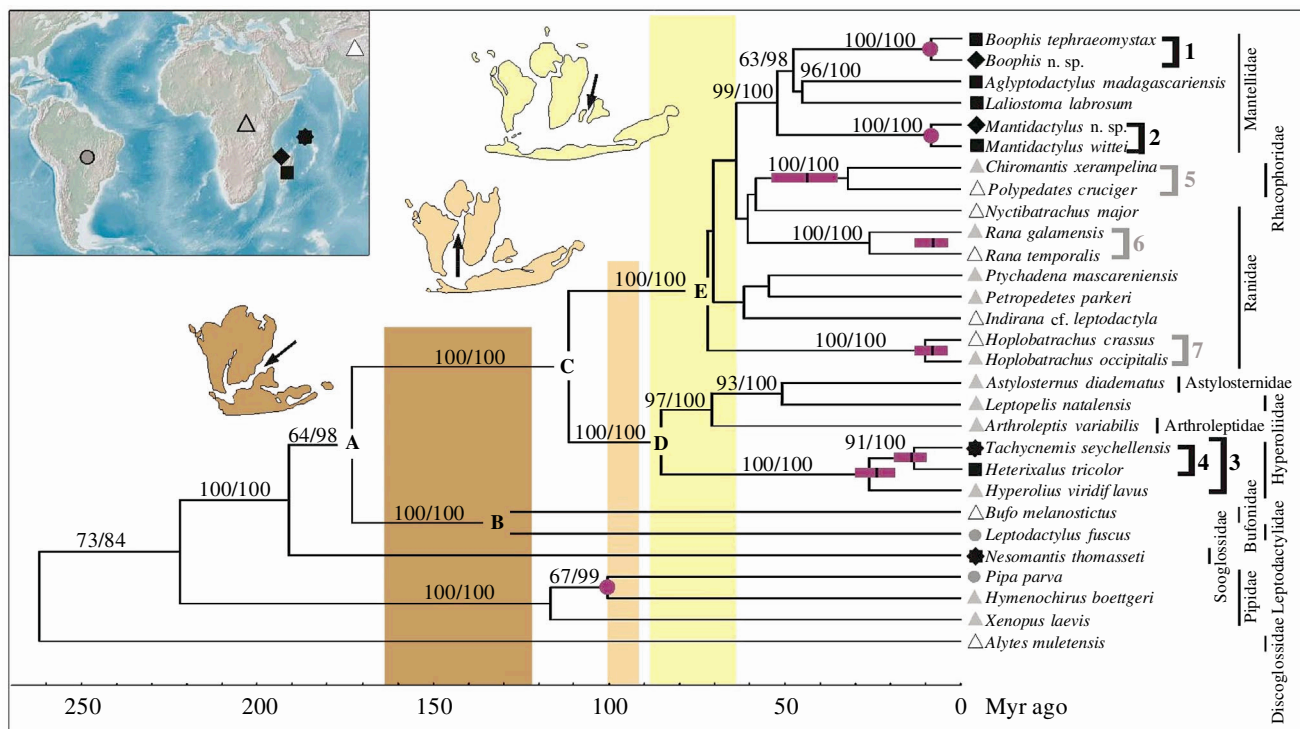 100/100
Boophis tephraeomystax
1
Boophis n. sp.
63/98
96/100
Aglyptodactylus madagascariensis
Laliostoma labrosum
99/100
100/100
Mantidactylus n. sp.
2
Mantidactylus wittei
Mantellidae
100/100
Chiromantis xerampelina
5
Polypedates cruciger
Rhacophoridae
Nyctibatrachus major
100/100
Rana galamensis
6
Rana temporalis
Ptychadena mascareniensis
100/100
E
Petropedetes parkeri
Indirana cf. leptodactyla
Ranidae
Hoplobatrachus crassus
7
Hoplobatrachus occipitalis
100/100
C
93/100
Astylosternus diadematus
Astylosternidae
97/100
Leptopelis natalensis
Arthroleptis variabilis
Arthroleptidae
64/98
A
100/100
D
91/100
Tachycnemis seychellensis
4
3
100/100
Heterixalus tricolor
Hyperolius viridif lavus
Hyperoliidae
100/100
100/100
B
Bufo melanostictus
Bufonidae
Leptodactylus fuscus
Leptodactylidae
Nesomantis thomasseti
Sooglossidae
73/84
67/99
Pipa parva
100/100
Hymenochirus boettgeri
Pipidae
Xenopus laevis
Alytes muletensis
Discoglossidae
250 200 150 100 50 0 Myr ago